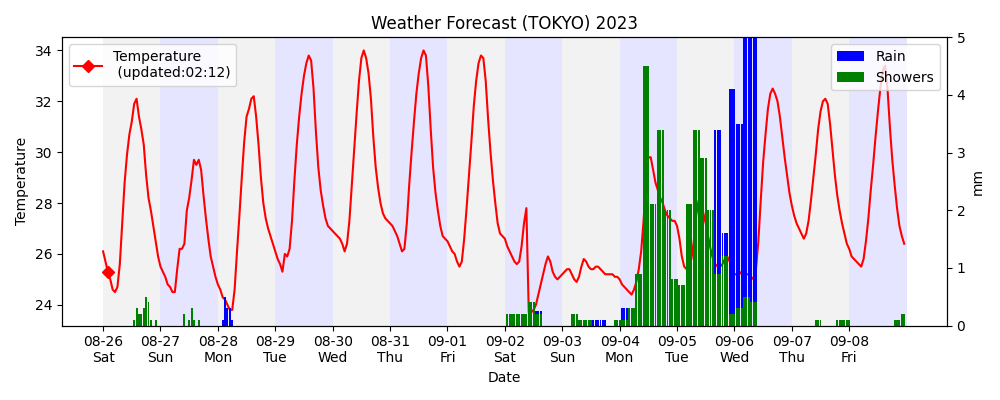 Weather Forecast (TOKYO) 2023
Temperature
(updated:02:12)
Rain
Showers
34
32
30
28
26
24
Temperature
5
4
3
2
1
0
mm
08-26 08-27 08-28 08-29 08-30 08-31 09-01 09-02 09-03 09-04 09-05 09-06 09-07 09-08
Sat Sun Mon Tue Wed Thu Fri Sat Sun Mon Tue Wed Thu Fri
Date